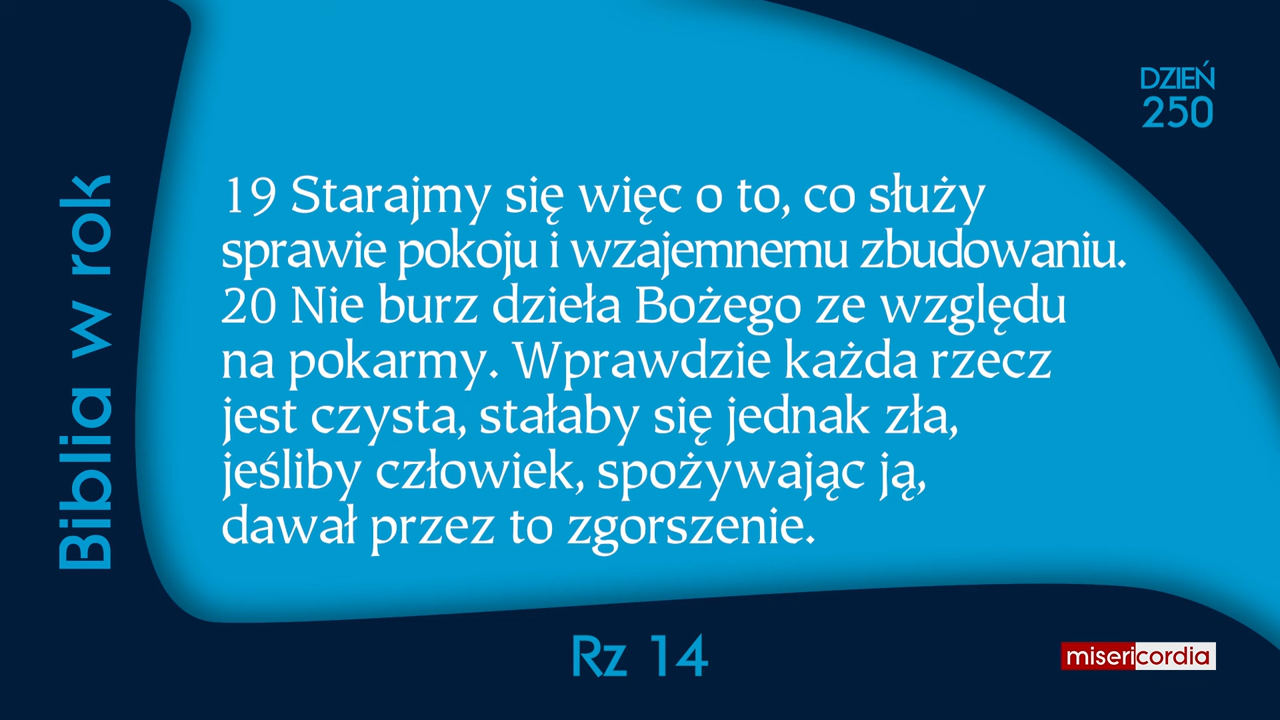 DZIEŃ
250
Biblia w rok
19 Starajmy się więc o to, co służy
sprawie pokoju i wzajemnemu zbudowaniu.
20 Nie burz dzieła Bożego ze względu
na pokarmy. Wprawdzie każda rzecz
jest czysta, stałaby się jednak zła,
jeśliby człowiek, spożywając ją,
dawał przez to zgorszenie.
Rz 14
misericordia